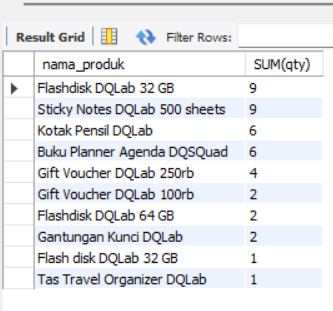 Result Grid Filter Rows:
nama_produk SUM(qty)
Flashdisk DQLab 32 GB 9
Sticky Notes DQLab 500 sheets 9
Kotak Pensil DQLab 6
Buku Planner Agenda DQSQuad 6
Gift Voucher DQLab 250rb 4
Gift Voucher DQLab 100rb 2
Flashdisk DQLab 64 GB 2
Gantungan Kunci DQLab 2
Flash disk DQLab 32 GB 1
Tas Travel Organizer DQLab 1